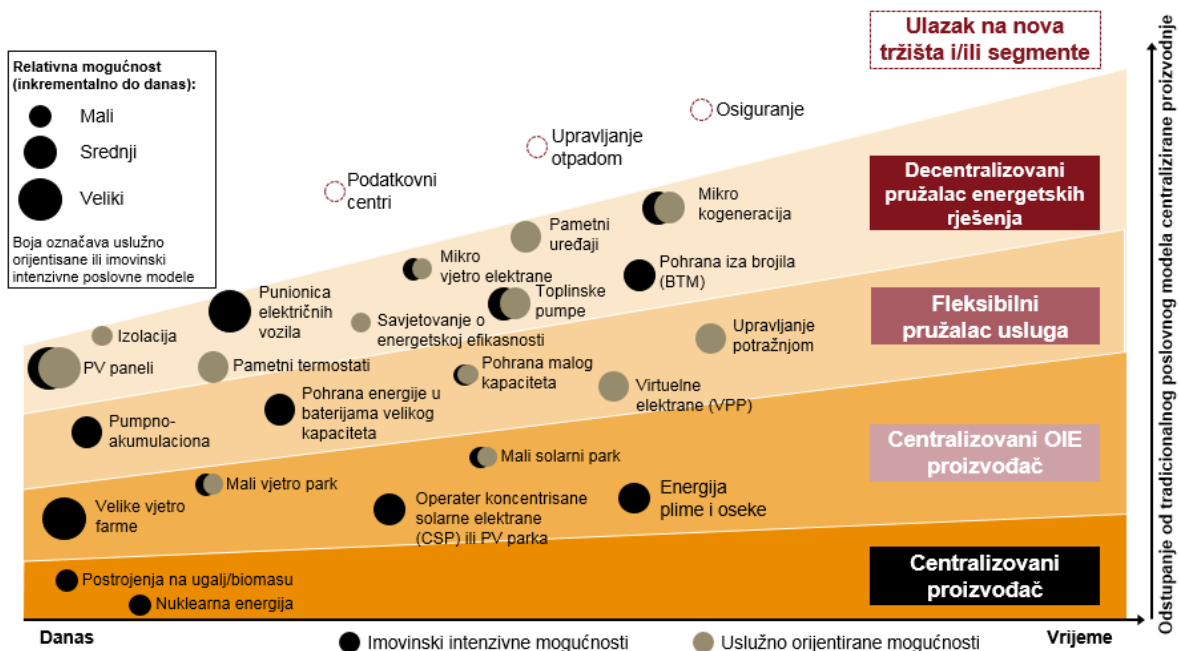 Ulazak na nova
tržišta i/ili segmente
Relativna mogućnost
(inkrementalno do danas):
Mali
Srednji
Veliki
Boja označava uslužno
orijentisane ili imovinski
intenzivne poslovne modele
Osiguranje
Upravljanje
otpadom
Podatkovni
centri
Decentralizovani
pružalac energetskih
rješenja
Mikro
kogeneracija
Pametni
uređaji
Mikro
vjetro elektrane
Pohrana iza brojila
(BTM)
Punionica
električnih
vozila
Toplinske
pumpe
Izolacija
Savjetovanje o
energetskoj efikasnosti
PV paneli
Pametni termostati
Fleksibilni
pružalac usluga
Upravljanje
potražnjom
Pohrana malog
kapaciteta
Virtuelne
elektrane (VPP)
Pohrana energije u
baterijama velikog
kapaciteta
Pumpno-
akumulaciona
Centralizovani OIE
proizvođač
Mali solarni park
Mali vjetro park
Velike vjetro
farme
Operater koncentrisane
solarne elektrane
(CSP) ili PV parka
Energija
plime i oseke
Centralizovani
proizvođač
Postrojenja na ugalj/biomasu
Nuklearna energija
Odstupanje od tradicionalnog poslovnog modela centralizirane proizvodnje
Danas
Vrijeme
Imovinski intenzivne mogućnosti
Uslužno orijentirane mogućnosti